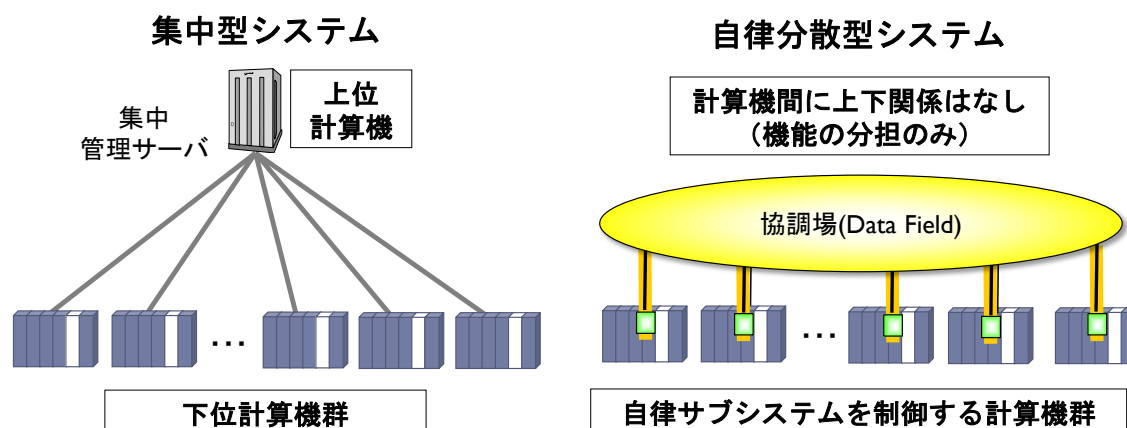 集中型システム
上位
計算機
集中
管理サーバ
...
下位計算機群
自律分散型システム
計算機間に上下関係はなし
（機能の分担のみ）
協調場(Data Field)
...
自律サブシステムを制御する計算機群